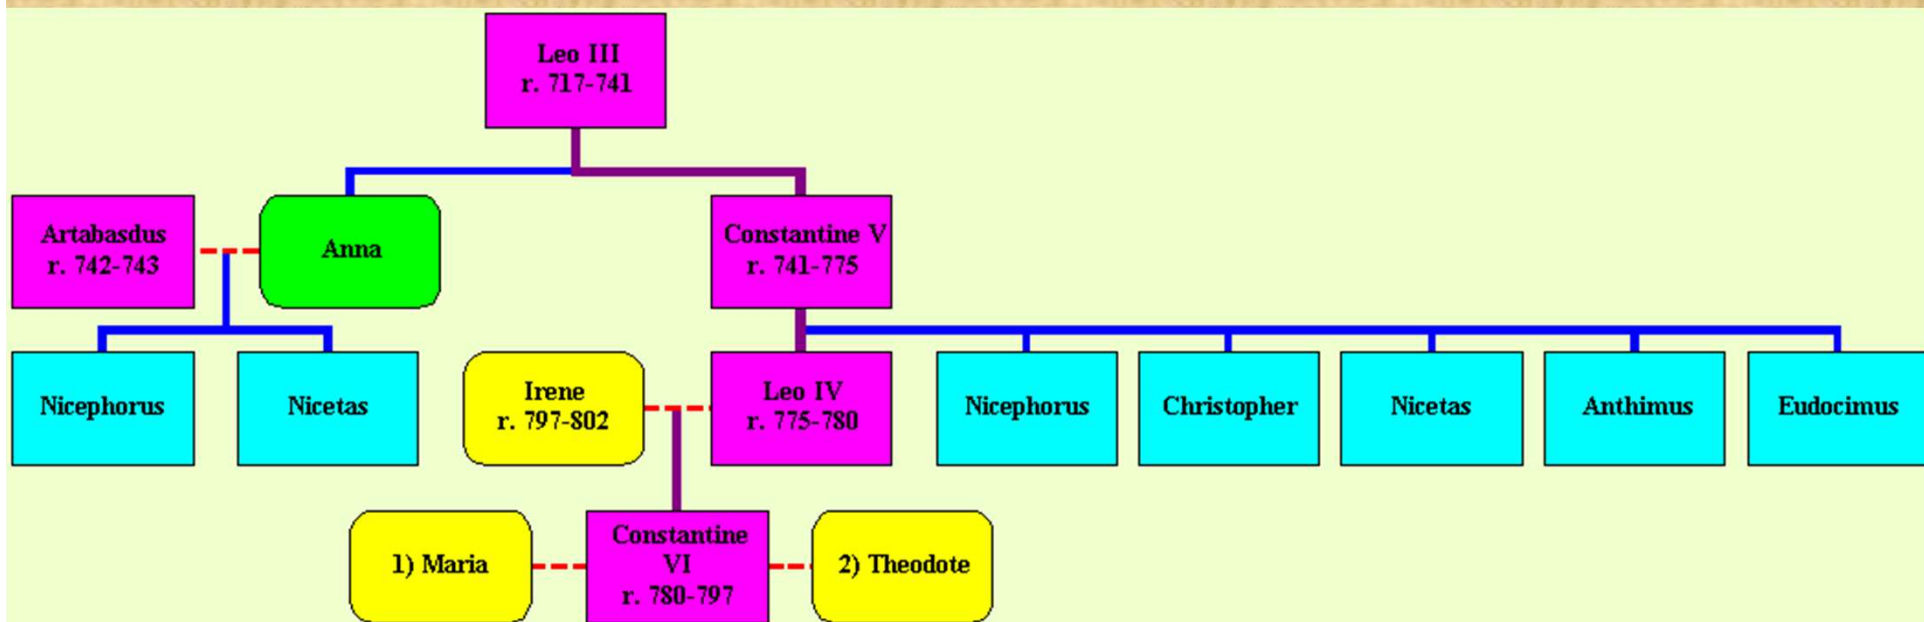 Leo III
r. 717-741
Artabasdus
r. 742-743
Anna
Constantine V
r. 741-775
Nicephorus
Nicetas
Irene
r. 797-802
Leo IV
r. 775-780
Nicephorus
Christopher
Nicetas
Anthimus
Eudocimus
1) Maria
Constantine
VI
r. 780-797
2) Theodote